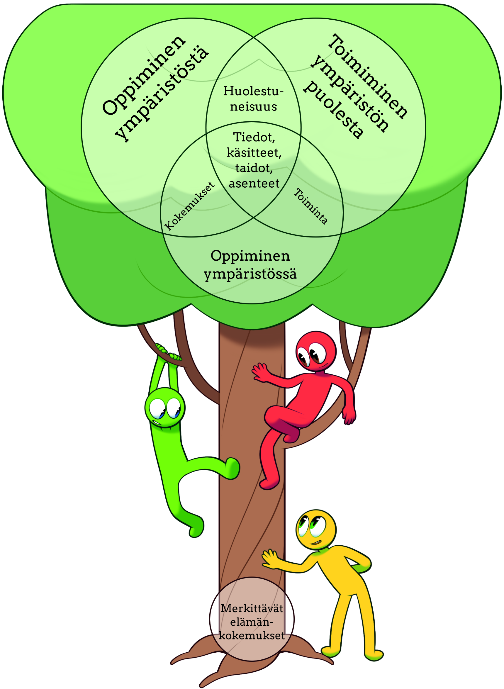 Oppiminen
ympäristöstä
Toimiminen
ympäristön
puolesta
Huolestu-
neisuus
Tiedot,
käsitteet,
taidot,
asenteet
Kokemukset
Toiminta
Oppiminen
ympäristössä
Merkittävät
elämän-
kokemukset